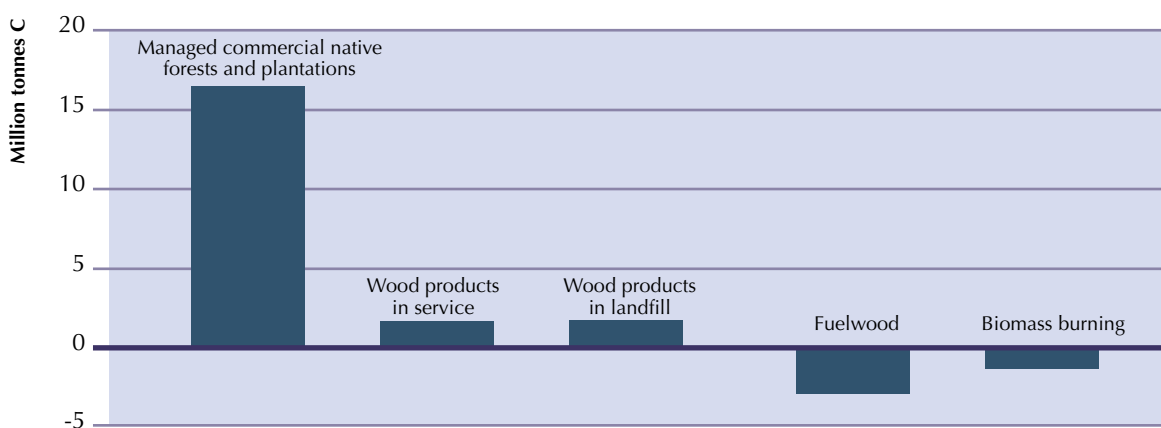 Million tonnes C
20
15
10
5
0
-5
Managed commercial native
forests and plantations
Wood products
in service
Wood products
in landfill
Fuelwood
Biomass burning